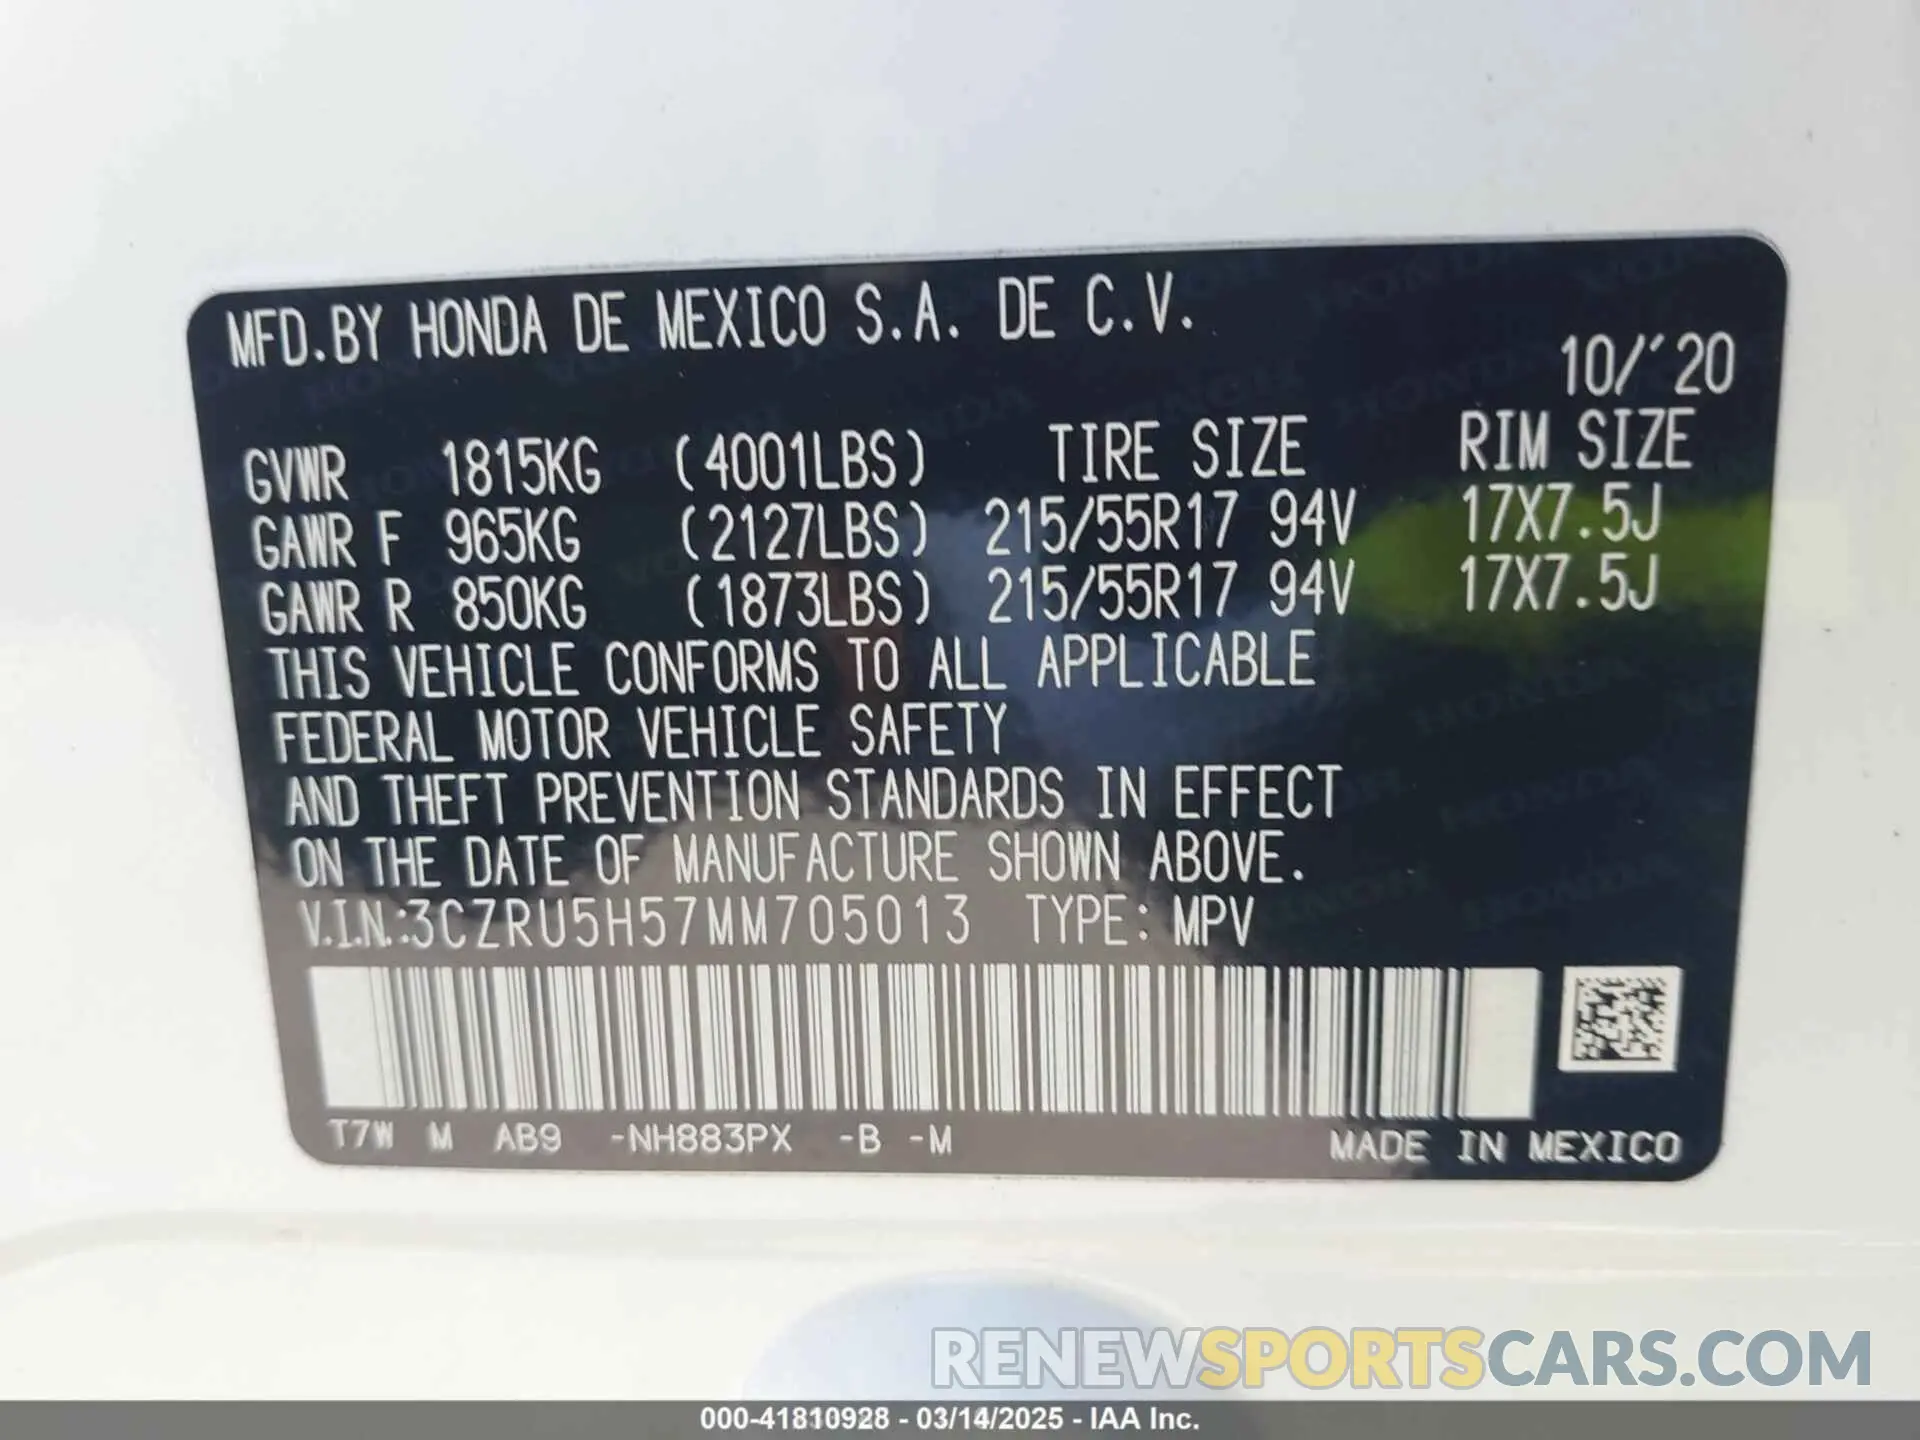 MFD.BY HONDA DE MEXICO S.A. DE C.V.
10/'20
GVWR 1815KG (4001LBS) TIRE SIZE RIM SIZE
GAWR F 965KG (2127LBS) 215/55R17 94V 17X7.5J
GAWR R 850KG (1873LBS) 215/55R17 94V 17X7.5J
THIS VEHICLE CONFORMS TO ALL APPLICABLE
FEDERAL MOTOR VEHICLE SAFETY
AND THEFT PREVENTION STANDARDS IN EFFECT
ON THE DATE OF MANUFACTURE SHOWN ABOVE.
V.I.N.:3CZRU5H57MM705013 TYPE: MPV
T7W M AB9 -NH883PX -B -M MADE IN MEXICO
RENEWSPORTSCARS.COM
000-41810928 - 03/14/2025 - IAA Inc.